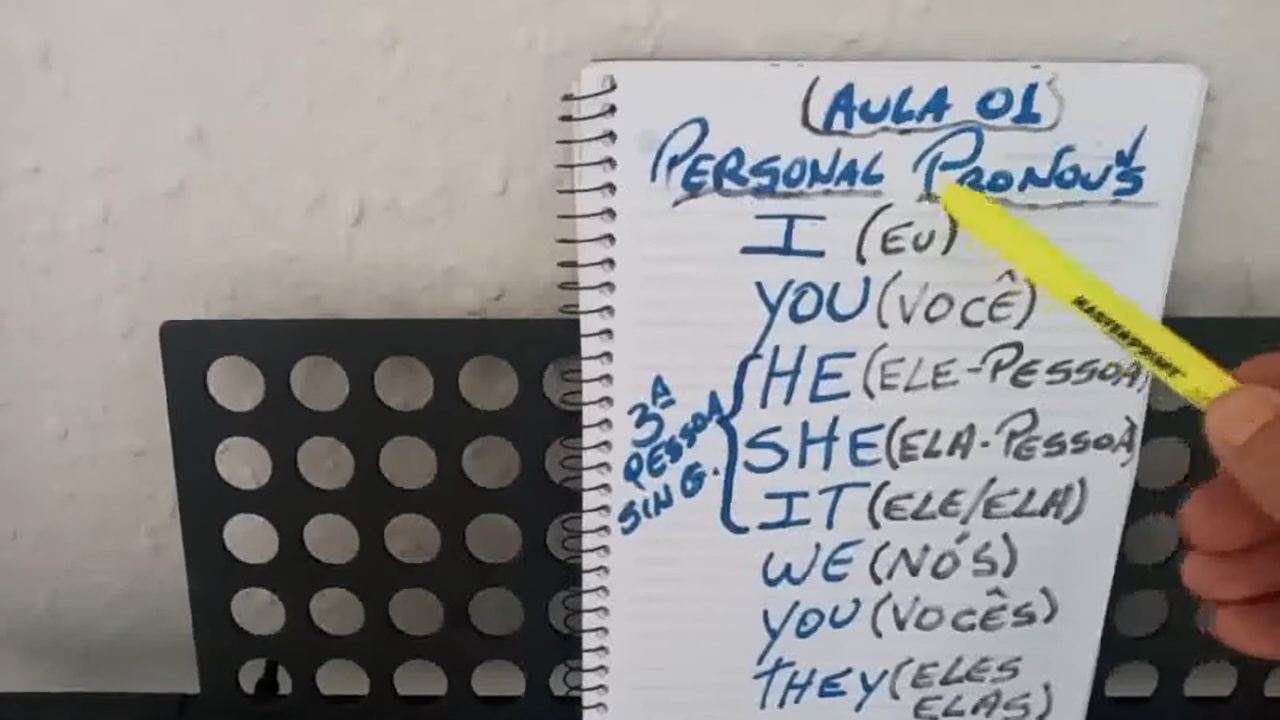 (AULA 01)
PERSONAL PRONOUNS
I (EU)
YOU (VOCÊ)
HE (ELE-PESSOA)
SHE (ELA-PESSOA)
IT (ELE/ELA)
3ª PESSOA SING.
WE (NÓS)
YOU (VOCÊS)
THEY (ELES
ELAS)
MASTERPRINT